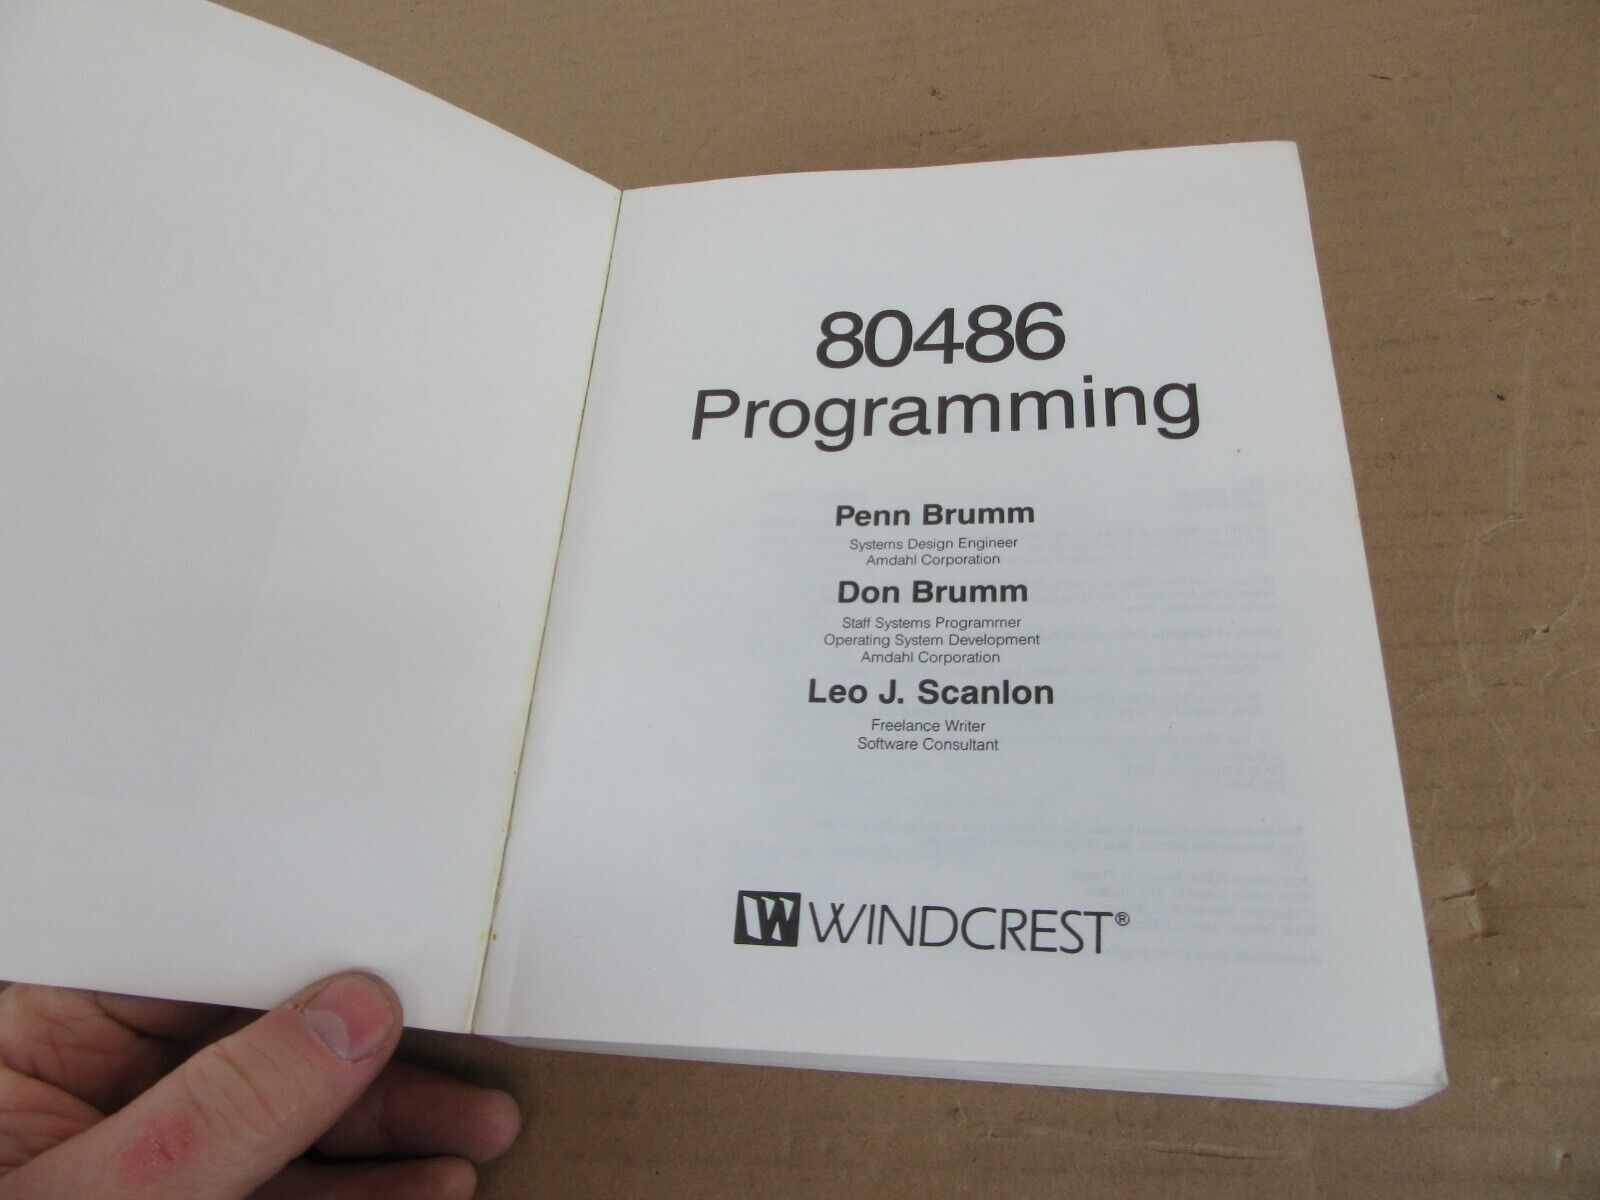 80486
Programming
Penn Brumm
Systems Design Engineer
Amdahl Corporation
Don Brumm
Staff Systems Programmer
Operating System Development
Amdahl Corporation
Leo J. Scanlon
Freelance Writer
Software Consultant
W WINDCREST®